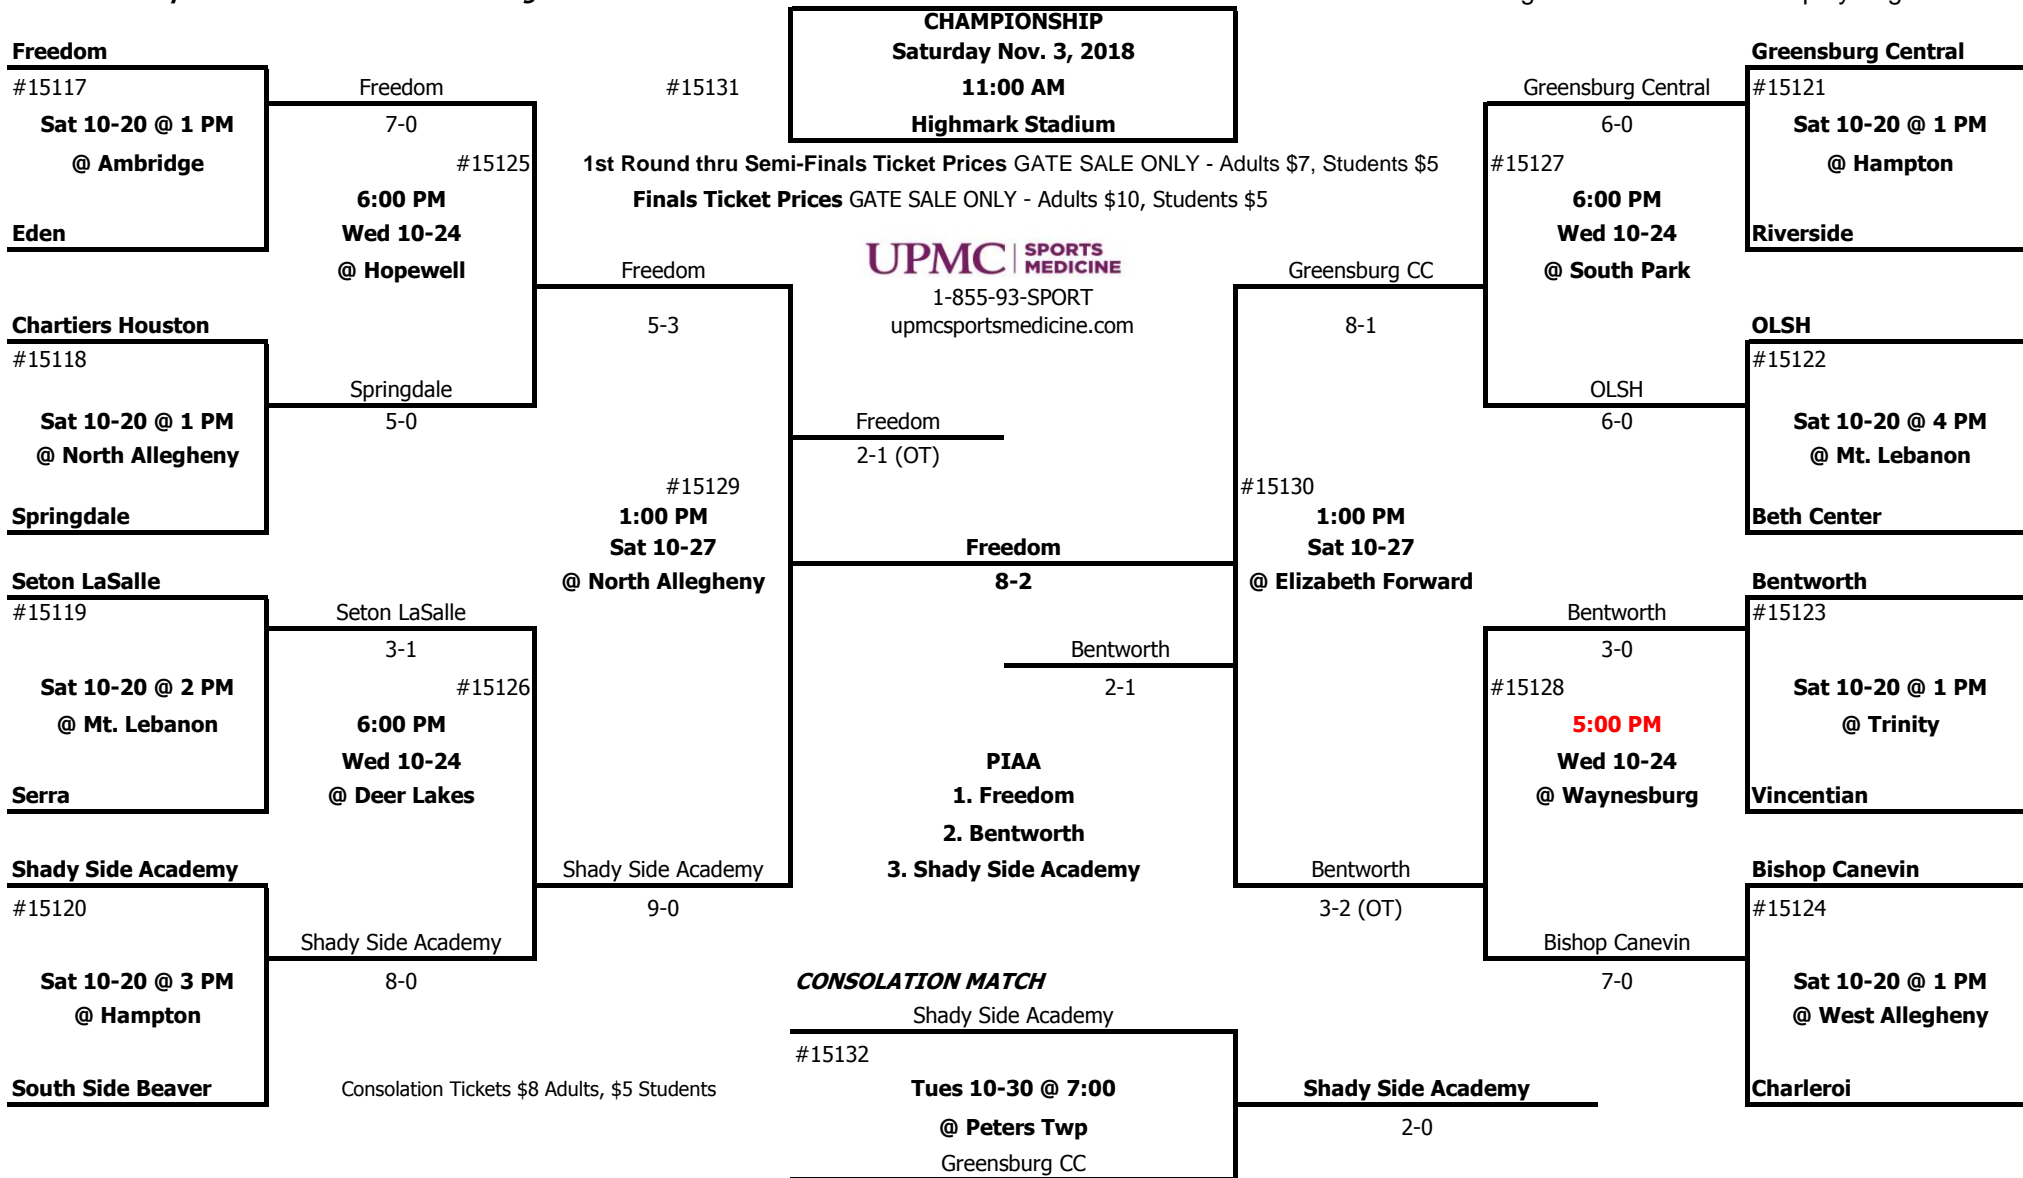 CHAMPIONSHIP
Saturday Nov. 3, 2018
11:00 AM
Highmark Stadium
#15131
1st Round thru Semi-Finals Ticket Prices GATE SALE ONLY - Adults $7, Students $5
Finals Ticket Prices GATE SALE ONLY - Adults $10, Students $5
UPMC | SPORTS MEDICINE
1-855-93-SPORT
upmcsportsmedicine.com
Freedom
#15117
Sat 10-20 @ 1 PM
@ Ambridge
Eden
Chartiers Houston
#15118
Sat 10-20 @ 1 PM
@ North Allegheny
Springdale
Seton LaSalle
#15119
Sat 10-20 @ 2 PM
@ Mt. Lebanon
Serra
Shady Side Academy
#15120
Sat 10-20 @ 3 PM
@ Hampton
South Side Beaver
Freedom
7-0
#15125
6:00 PM
Wed 10-24
@ Hopewell
Springdale
5-0
Seton LaSalle
3-1
#15126
6:00 PM
Wed 10-24
@ Deer Lakes
Shady Side Academy
8-0
Consolation Tickets $8 Adults, $5 Students
Freedom
5-3
#15129
1:00 PM
Sat 10-27
@ North Allegheny
Shady Side Academy
9-0
Freedom
2-1 (OT)
Freedom
8-2
Bentworth
2-1
PIAA
1. Freedom
2. Bentworth
3. Shady Side Academy
CONSOLATION MATCH
Shady Side Academy
#15132
Tues 10-30 @ 7:00
@ Peters Twp
Greensburg CC
Shady Side Academy
2-0
Greensburg CC
8-1
#15130
1:00 PM
Sat 10-27
@ Elizabeth Forward
Bentworth
3-2 (OT)
Greensburg Central
6-0
#15127
6:00 PM
Wed 10-24
@ South Park
OLSH
6-0
Bentworth
3-0
#15128
5:00 PM
Wed 10-24
@ Waynesburg
Bishop Canevin
7-0
Greensburg Central
#15121
Sat 10-20 @ 1 PM
@ Hampton
Riverside
OLSH
#15122
Sat 10-20 @ 4 PM
@ Mt. Lebanon
Beth Center
Bentworth
#15123
Sat 10-20 @ 1 PM
@ Trinity
Vincentian
Bishop Canevin
#15124
Sat 10-20 @ 1 PM
@ West Allegheny
Charleroi